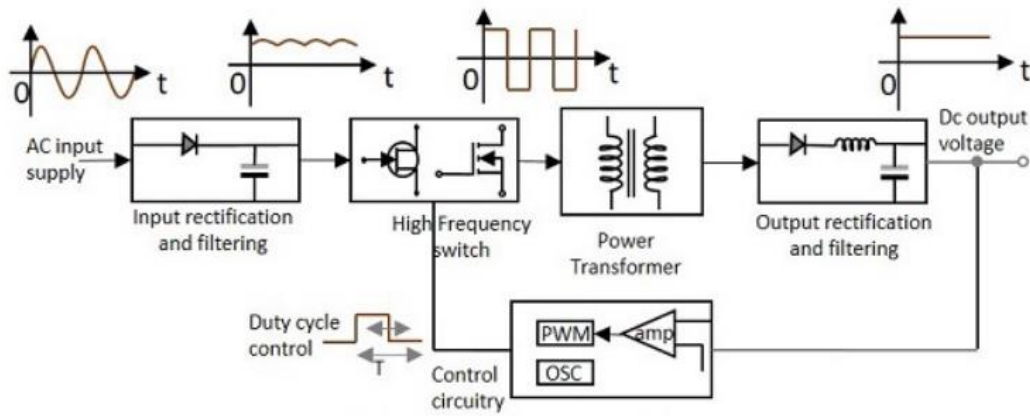 0
t
0
t
0
t
0
t
AC input
supply
Dc output
voltage
Input rectification
and filtering
High Frequency
switch
Power
Transformer
Output rectification
and filtering
Duty cycle
control
T
PWM
amp
OSC
Control
circuitry